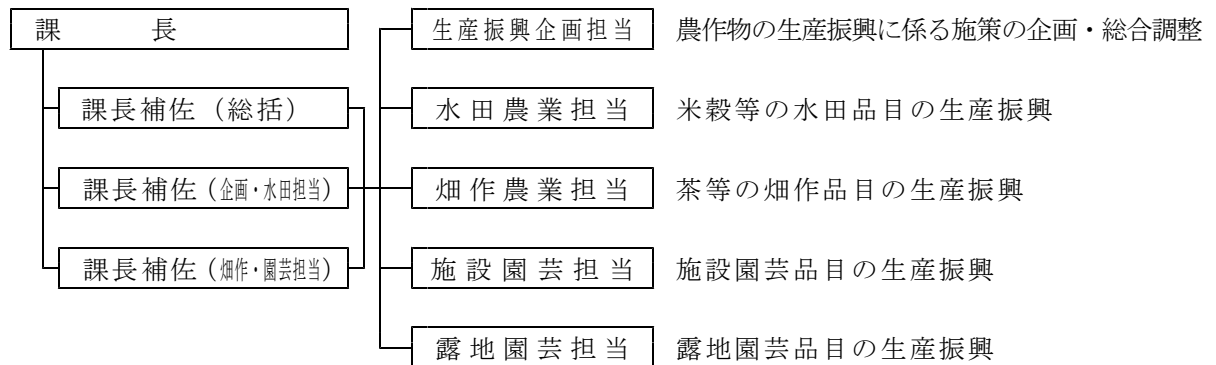 課長
生産振興企画担当 農作物の生産振興に係る施策の企画・総合調整
課長補佐（総括）
水田農業担当 米穀等の水田品目の生産振興
課長補佐（企画・水田担当）
畑作農業担当 茶等の畑作品目の生産振興
課長補佐（畑作・園芸担当）
施設園芸担当 施設園芸品目の生産振興
露地園芸担当 露地園芸品目の生産振興